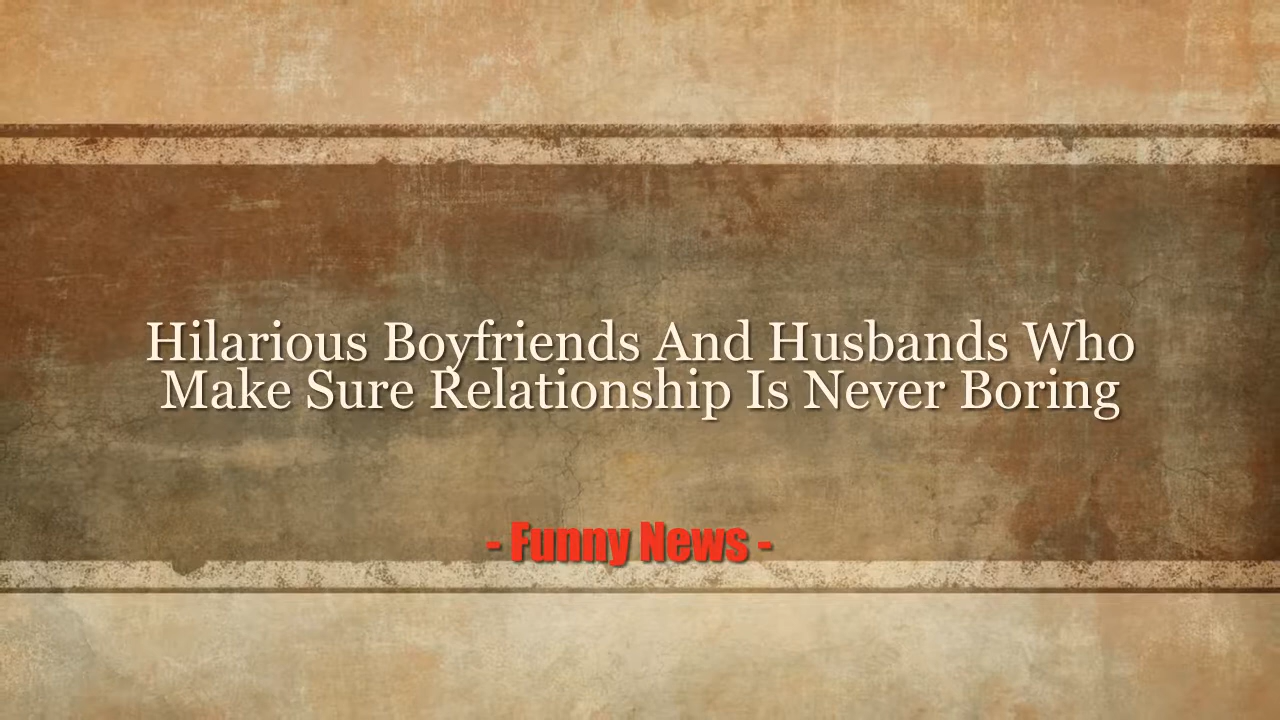 Hilarious Boyfriends And Husbands Who
Make Sure Relationship Is Never Boring
- Funny News -